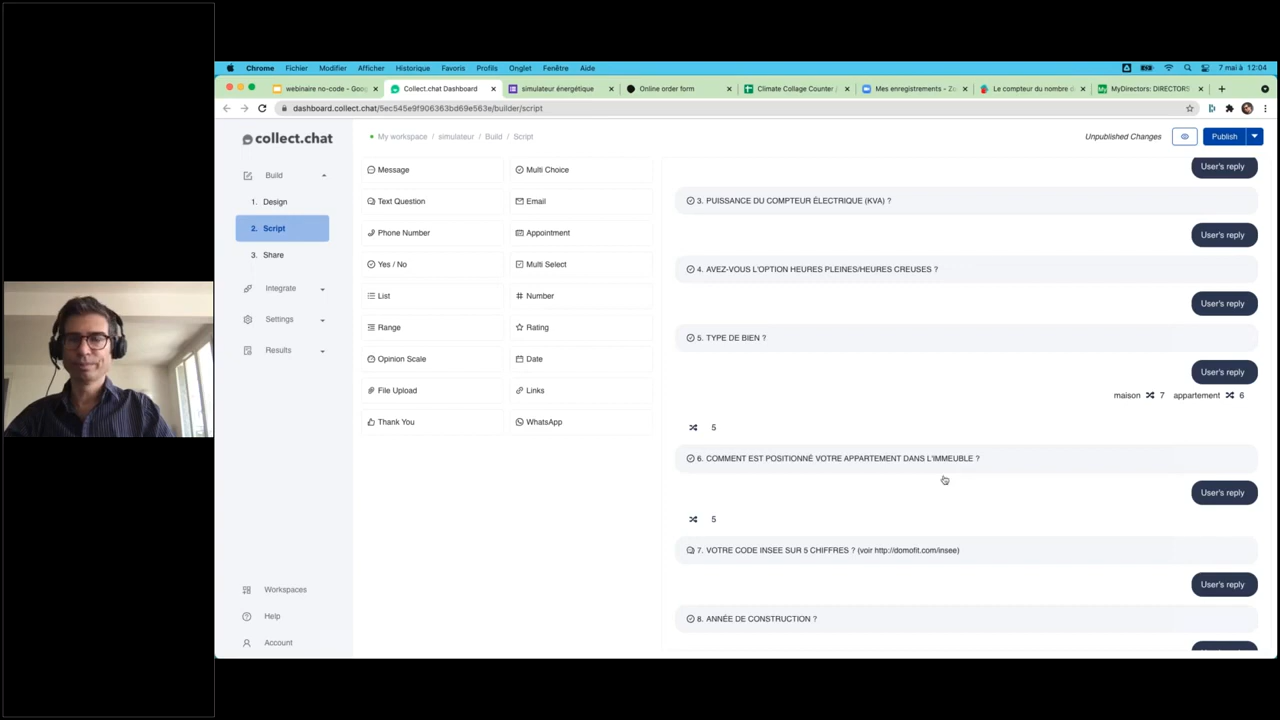 Chrome Fichier Modifier Afficher Historique Favoris Profils Onglet Fenêtre Aide 7 mai à 12:04
webinaire no-code - Goo Collect.chat Dashboard simulateur énergétique Online order form Climate Collage Counter Mes enregistrements - Zo Le compteur du nombre d MyDirectors: DIRECTORS
dashboard.collect.chat/5ec545e9f906363bd69e563e/builder/script
collect.chat
My workspace / simulateur / Build / Script
Unpublished Changes
Publish
Build
1. Design
2. Script
3. Share
Integrate
Settings
Results
Workspaces
Help
Account
Message
Multi Choice
Text Question
Email
Phone Number
Appointment
Yes / No
Multi Select
List
Number
Range
Rating
Opinion Scale
Date
File Upload
Links
Thank You
WhatsApp
User's reply
3. PUISSANCE DU COMPTEUR ÉLECTRIQUE (KVA) ?
User's reply
4. AVEZ-VOUS L'OPTION HEURES PLEINES/HEURES CREUSES ?
User's reply
5. TYPE DE BIEN ?
User's reply
maison 7 appartement 6
5
6. COMMENT EST POSITIONNÉ VOTRE APPARTEMENT DANS L'IMMEUBLE ?
User's reply
5
7. VOTRE CODE INSEE SUR 5 CHIFFRES ? (voir http://domofit.com/insee)
User's reply
8. ANNÉE DE CONSTRUCTION ?